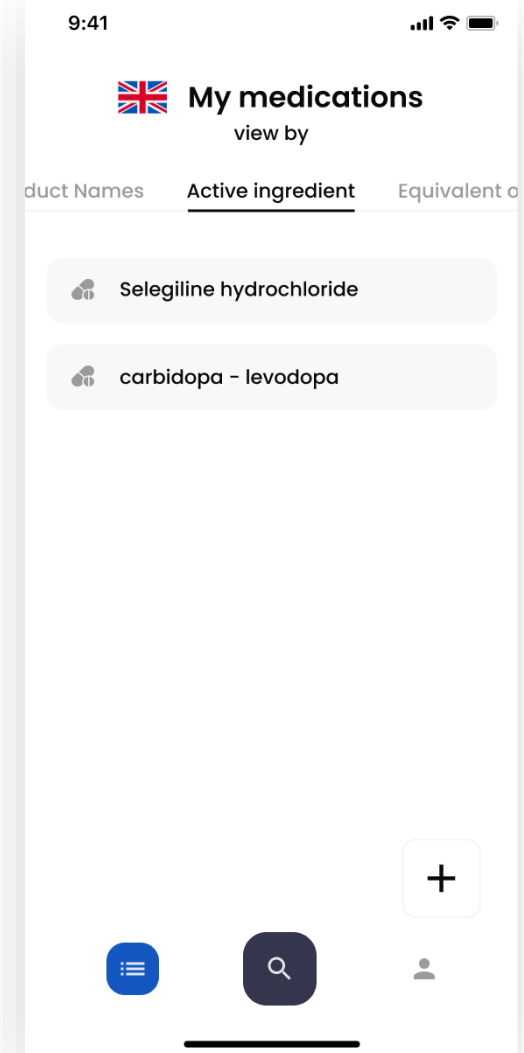 9:41
My medications
view by
duct Names Active ingredient Equivalent o
Selegiline hydrochloride
carbidopa - levodopa